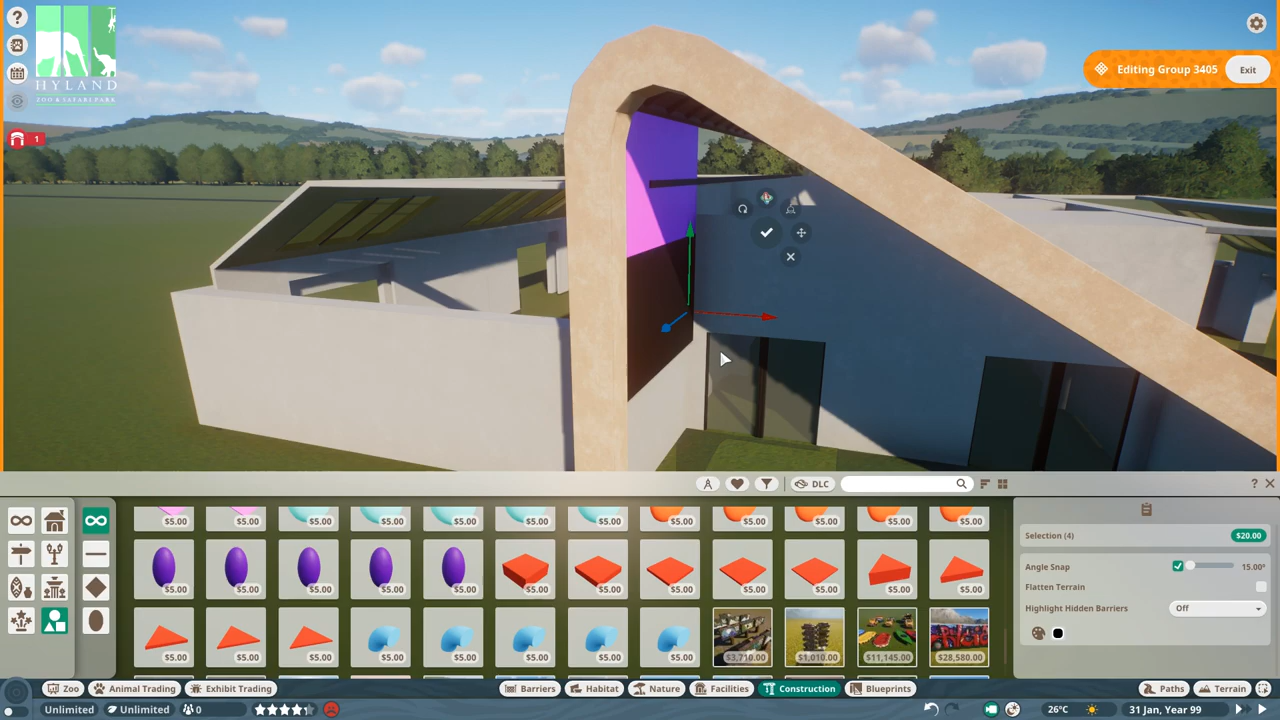 ?
HYLAND
ZOO & SAFARI PARK
Editing Group 3405
Exit
1
DLC
? ×
$5.00 $5.00 $5.00 $5.00 $5.00 $5.00 $5.00 $5.00 $5.00 $5.00 $5.00 $5.00
$5.00 $5.00 $5.00 $5.00 $5.00 $5.00 $5.00 $5.00 $5.00 $5.00 $5.00 $5.00
$5.00 $5.00 $5.00 $5.00 $5.00 $5.00 $5.00 $5.00 $3,710.00 $1,010.00 $11,145.00 $28,580.00
Selection (4) $20.00
Angle Snap 15.00°
Flatten Terrain
Highlight Hidden Barriers Off
Zoo Animal Trading Exhibit Trading Barriers Habitat Nature Facilities Construction Blueprints Paths Terrain
Unlimited Unlimited 0 26°C 31 Jan, Year 99